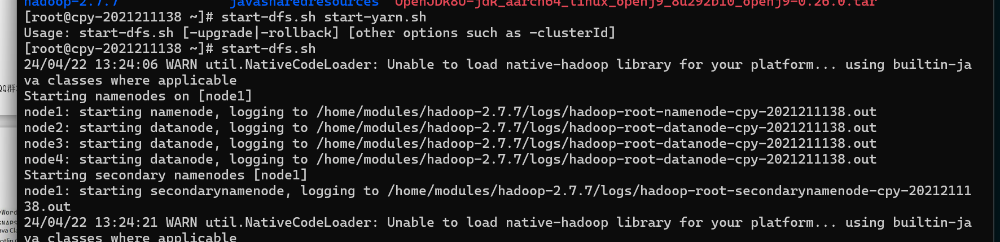 hadoop-2.7.7 javasharedresources OpenJDK8U-jdk_aarch64_linux_openj9_8u292b10_openj9-0.26.0.tar
[root@cpy-2021211138 ~]# start-dfs.sh start-yarn.sh
Usage: start-dfs.sh [-upgrade|-rollback] [other options such as -clusterId]
[root@cpy-2021211138 ~]# start-dfs.sh
24/04/22 13:24:06 WARN util.NativeCodeLoader: Unable to load native-hadoop library for your platform... using builtin-ja
va classes where applicable
Starting namenodes on [node1]
node1: starting namenode, logging to /home/modules/hadoop-2.7.7/logs/hadoop-root-namenode-cpy-2021211138.out
node2: starting datanode, logging to /home/modules/hadoop-2.7.7/logs/hadoop-root-datanode-cpy-2021211138.out
node3: starting datanode, logging to /home/modules/hadoop-2.7.7/logs/hadoop-root-datanode-cpy-2021211138.out
node4: starting datanode, logging to /home/modules/hadoop-2.7.7/logs/hadoop-root-datanode-cpy-2021211138.out
Starting secondary namenodes [node1]
node1: starting secondarynamenode, logging to /home/modules/hadoop-2.7.7/logs/hadoop-root-secondarynamenode-cpy-20212111
38.out
24/04/22 13:24:21 WARN util.NativeCodeLoader: Unable to load native-hadoop library for your platform... using builtin-ja
va classes where applicable
QQ群